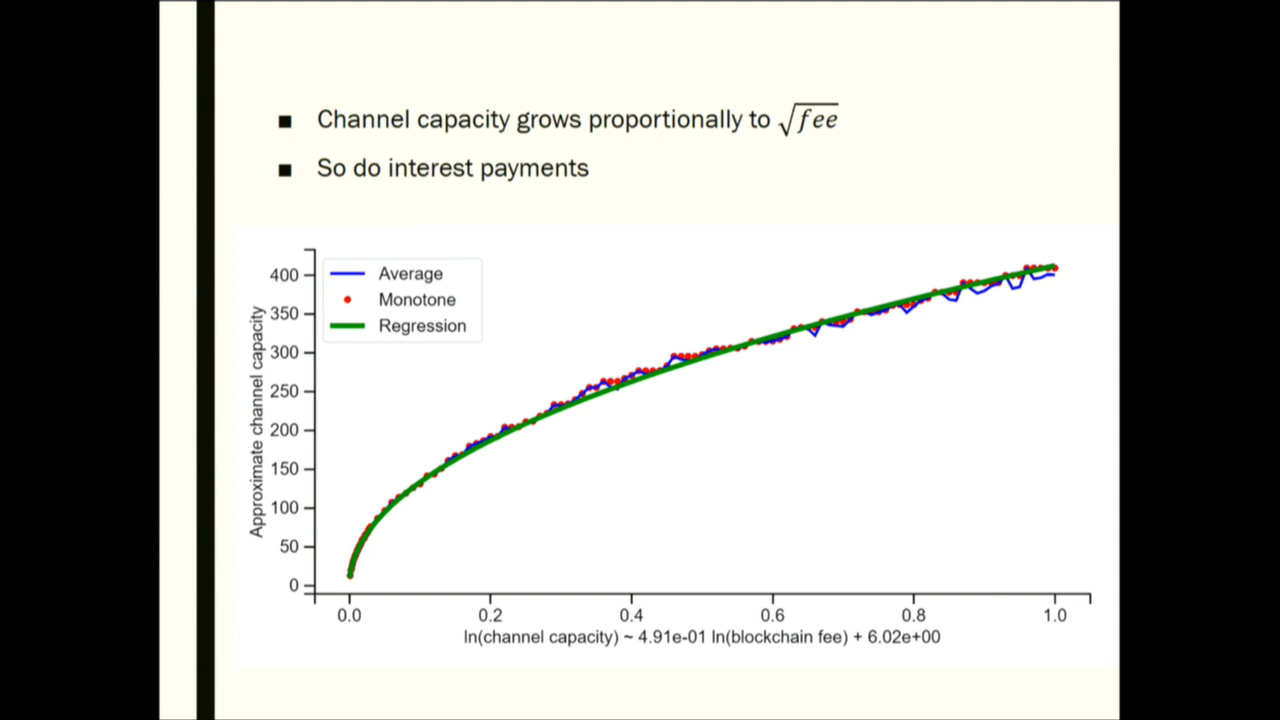 ■ Channel capacity grows proportionally to √fee
■ So do interest payments
Average
Monotone
Regression
Approximate channel capacity
400
350
300
250
200
150
100
50
0
0.0 0.2 0.4 0.6 0.8 1.0
ln(channel capacity) ~ 4.91e-01 ln(blockchain fee) + 6.02e+00